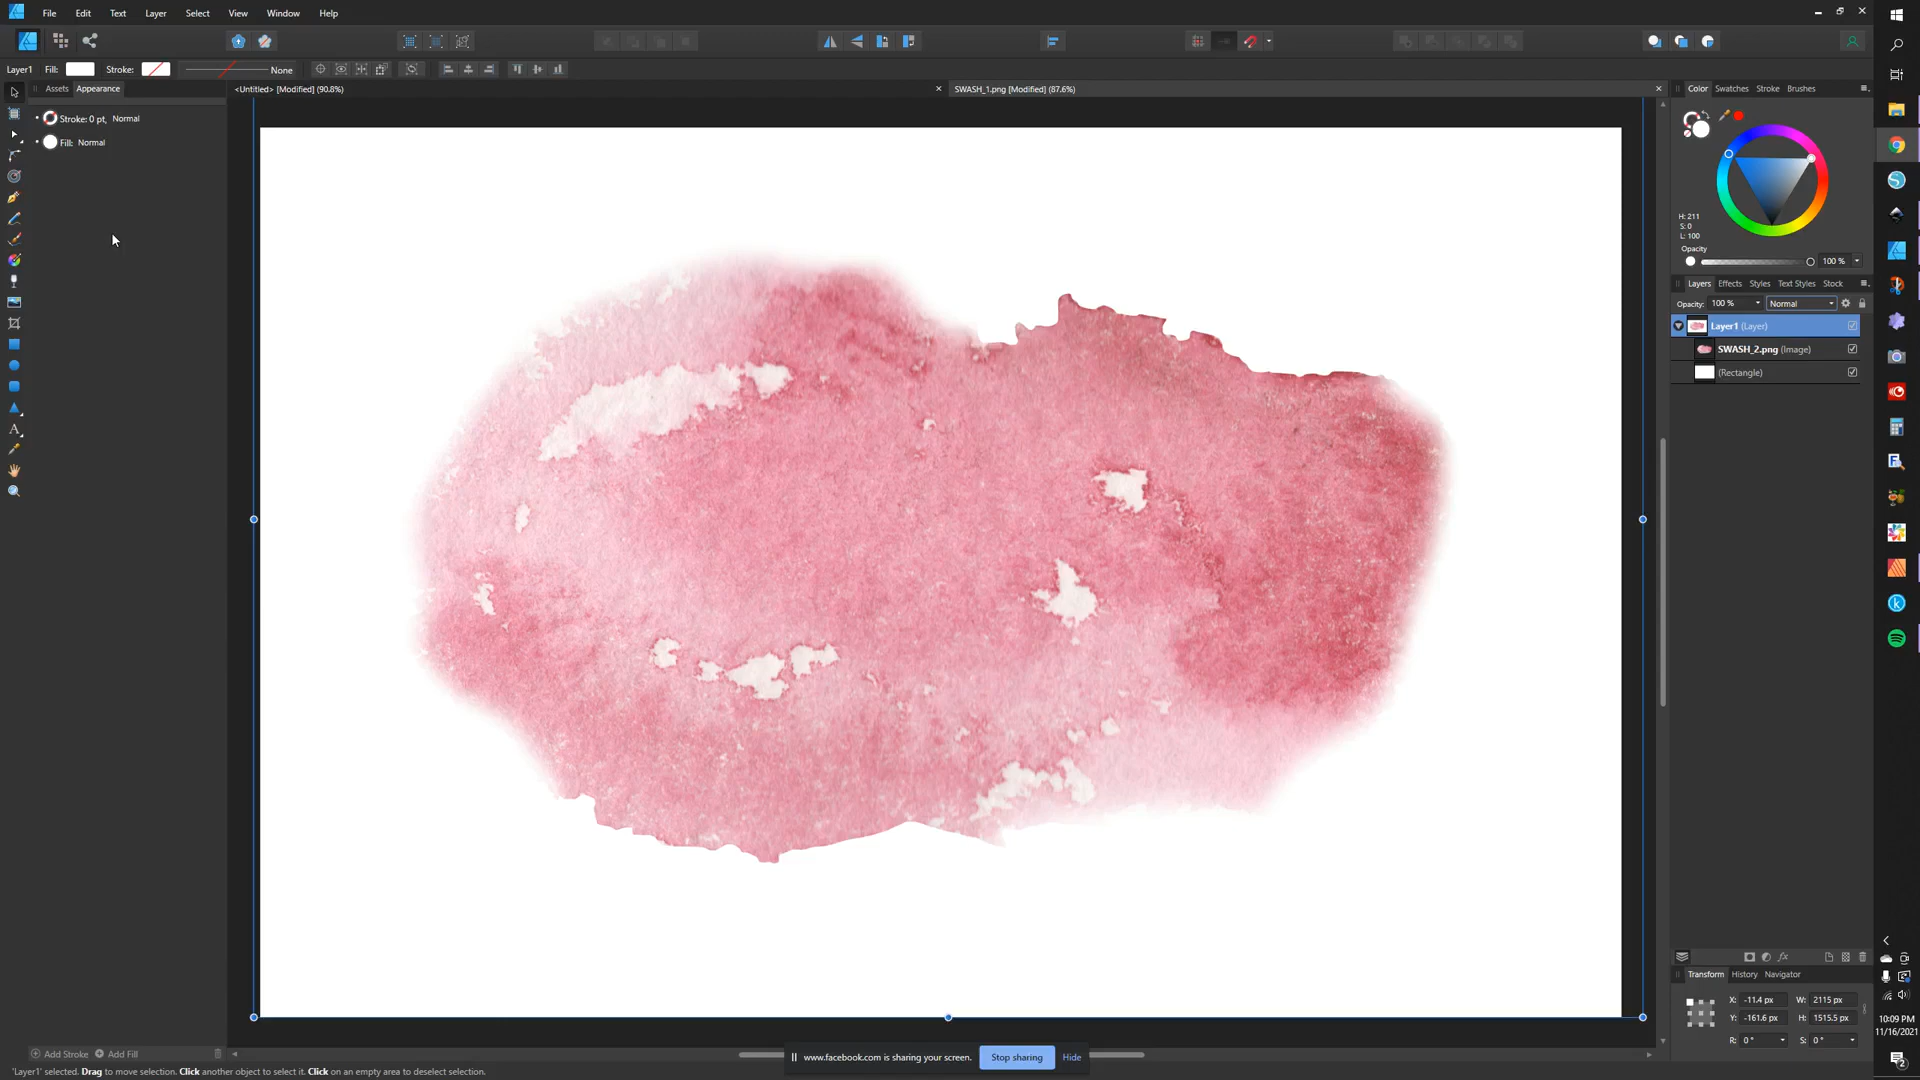 File Edit Text Layer Select View Window Help
Layer1 Fill: Stroke: None
Assets Appearance
<Untitled> [Modified] (90.8%)
SWASH_1.png [Modified] (87.6%)
Stroke: 0 pt, Normal
Fill: Normal
Color Swatches Stroke Brushes
H: 211
S: 0
L: 100
Opacity
100 %
Layers Effects Styles Text Styles Stock
Opacity: 100 % Normal
Layer1 (Layer)
SWASH_2.png (Image)
(Rectangle)
Transform History Navigator
X: -11.4 px W: 2115 px
Y: -161.6 px H: 1515.5 px
R: 0 ° S: 0 °
Add Stroke Add Fill
www.facebook.com is sharing your screen. Stop sharing Hide
'Layer1' selected. Drag to move selection. Click another object to select it. Click on an empty area to deselect selection.
10:09 PM
11/16/2021
2